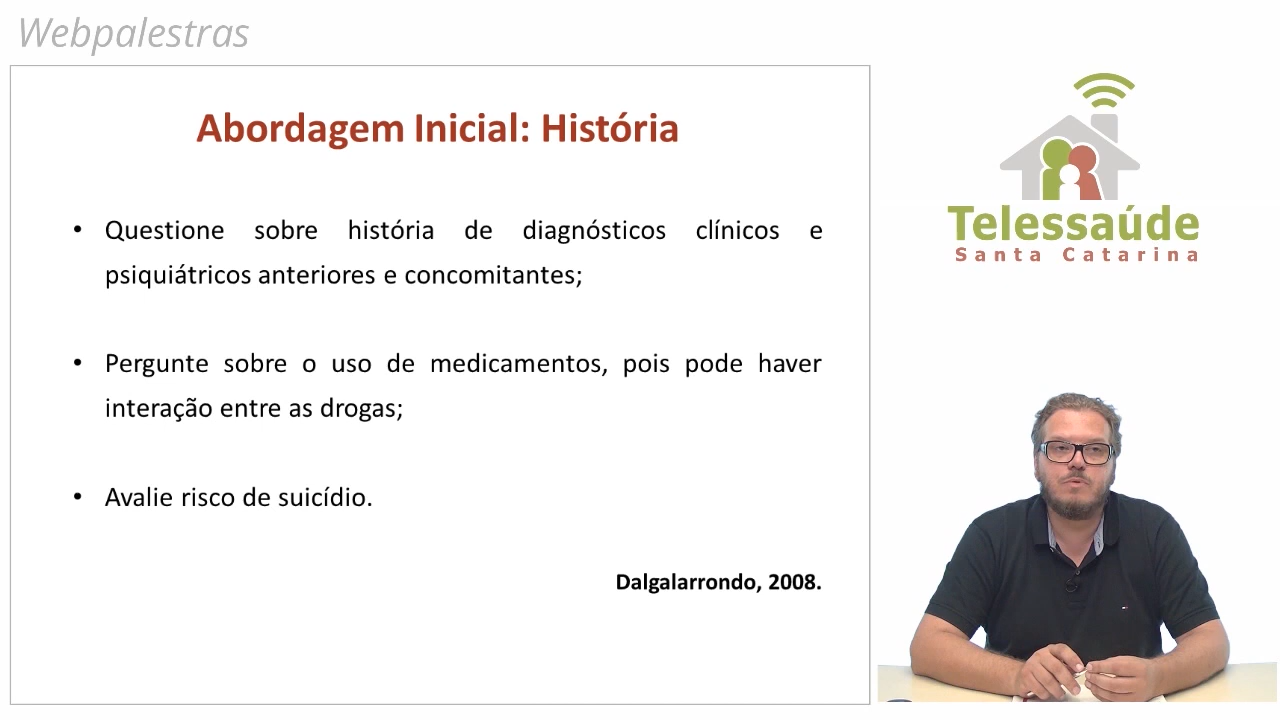 Webpalestras
Abordagem Inicial: História
• Questione sobre história de diagnósticos clínicos e
psiquiátricos anteriores e concomitantes;
• Pergunte sobre o uso de medicamentos, pois pode haver
interação entre as drogas;
• Avalie risco de suicídio.
Dalgalarrondo, 2008.
Telessaúde
Santa Catarina